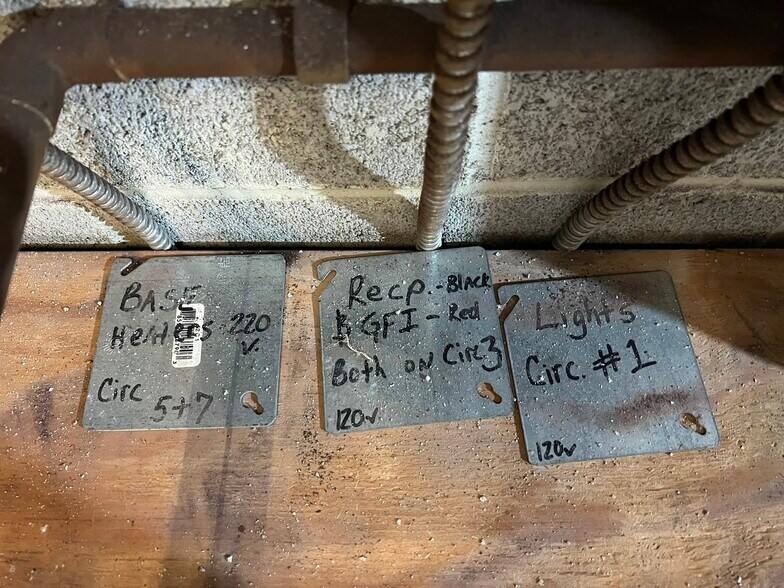 BASE
HeAteRS-220
V.
Circ
5+7
Recp.-Black
& GFI-Red
Both ON Circ 3
120v
Lights
Circ. #1
120v